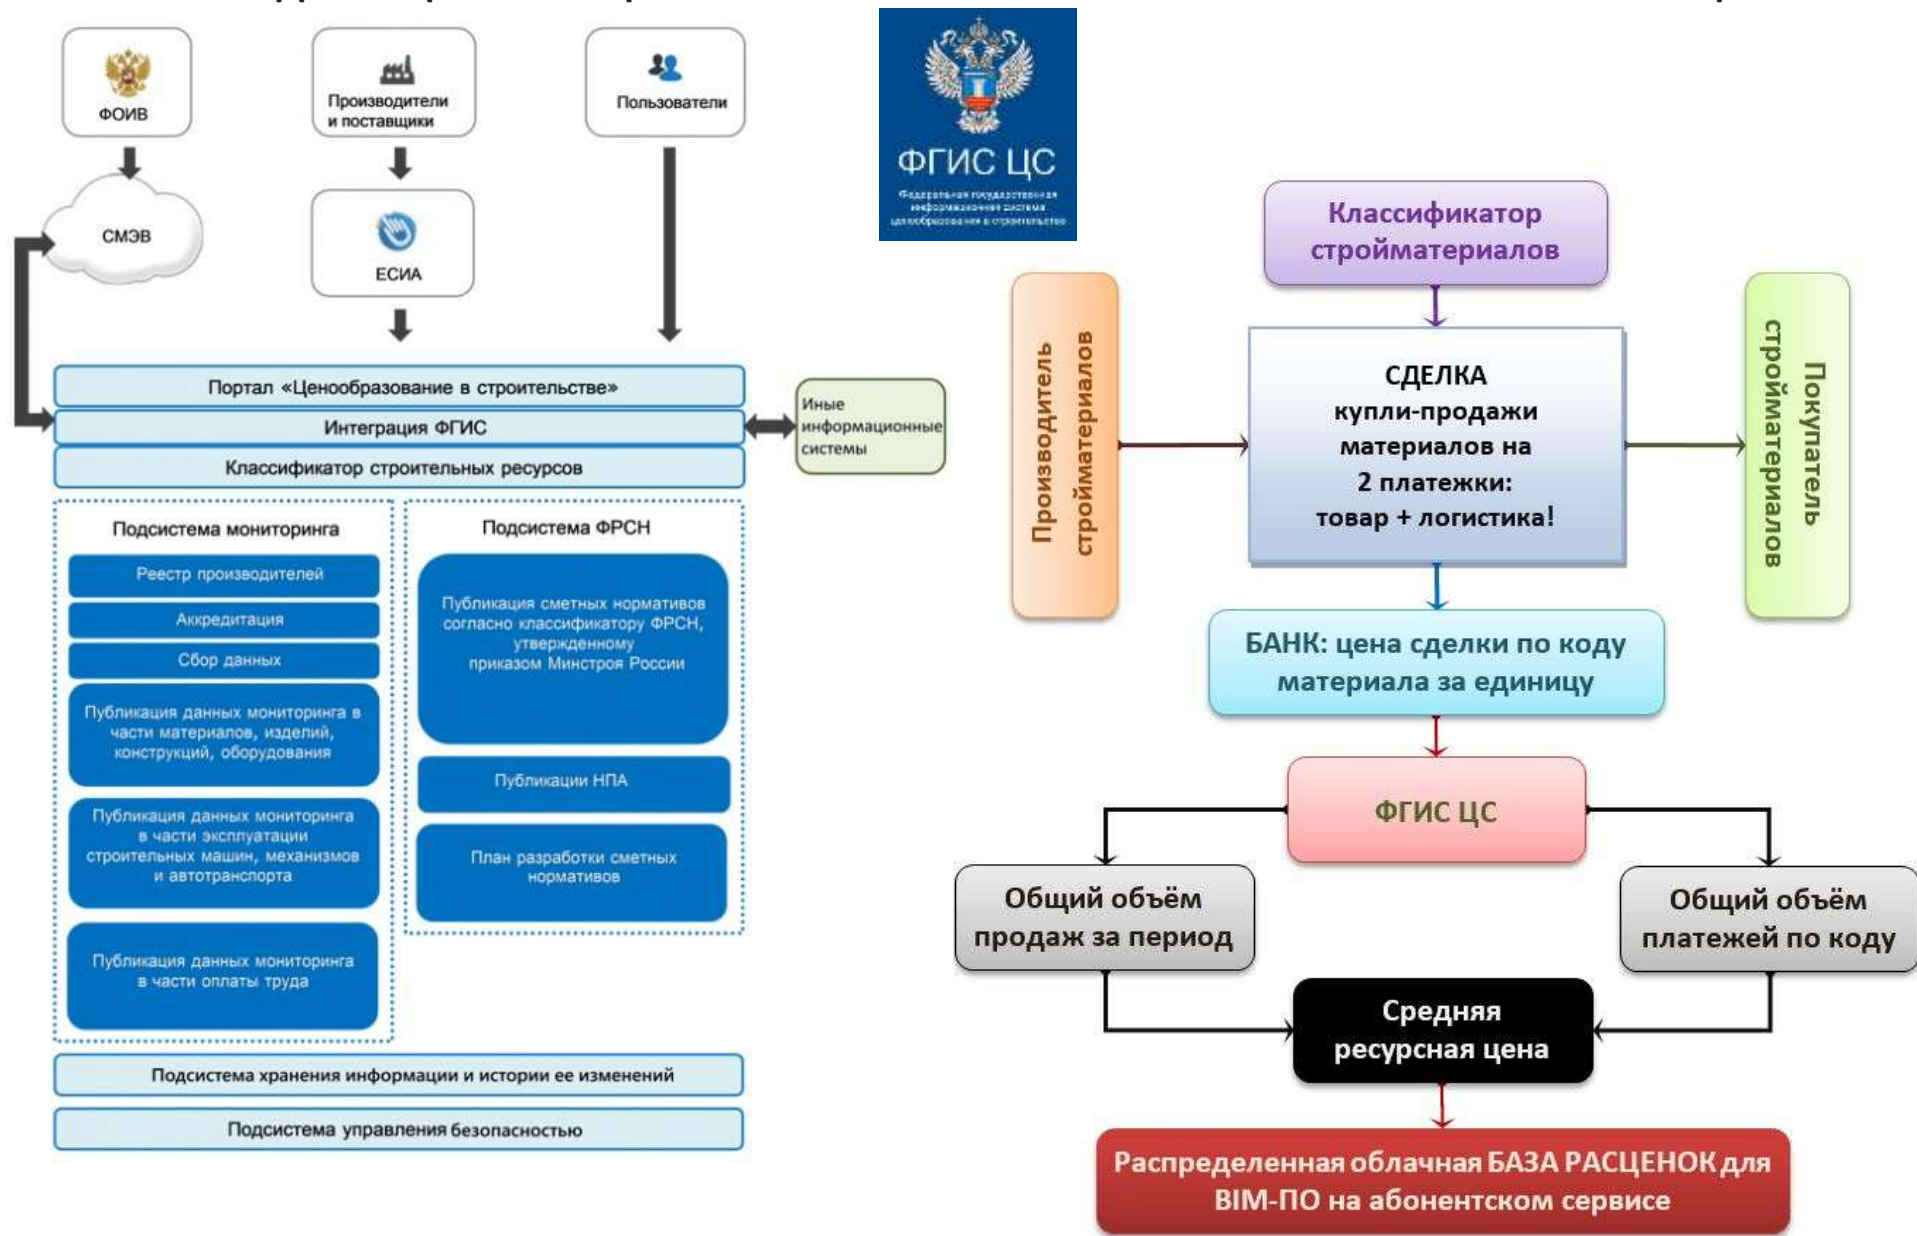 ФОИВ
Производители
и поставщики
Пользователи
СМЭВ
ЕСИА
Портал «Ценообразование в строительстве»
Интеграция ФГИС
Классификатор строительных ресурсов
Иные
информационные
системы
Подсистема мониторинга
Реестр производителей
Аккредитация
Сбор данных
Публикация данных мониторинга в
части материалов, изделий,
конструкций, оборудования
Публикация данных мониторинга
в части эксплуатации
строительных машин, механизмов
и автотранспорта
Публикация данных мониторинга
в части оплаты труда
Подсистема ФРСН
Публикация сметных нормативов
согласно классификатору ФРСН,
утвержденному
приказом Минстроя России
Публикации НПА
План разработки сметных
нормативов
Подсистема хранения информации и истории ее изменений
Подсистема управления безопасностью
ФГИС ЦС
Федеральная государственная
информационная система
ценообразования в строительстве
Классификатор
стройматериалов
Производитель
стройматериалов
СДЕЛКА
купли-продажи
материалов на
2 платежки:
товар + логистика!
Покупатель
стройматериалов
БАНК: цена сделки по коду
материала за единицу
ФГИС ЦС
Общий объём
продаж за период
Общий объём
платежей по коду
Средняя
ресурсная цена
Распределенная облачная БАЗА РАСЦЕНОК для
BIM-ПО на абонентском сервисе